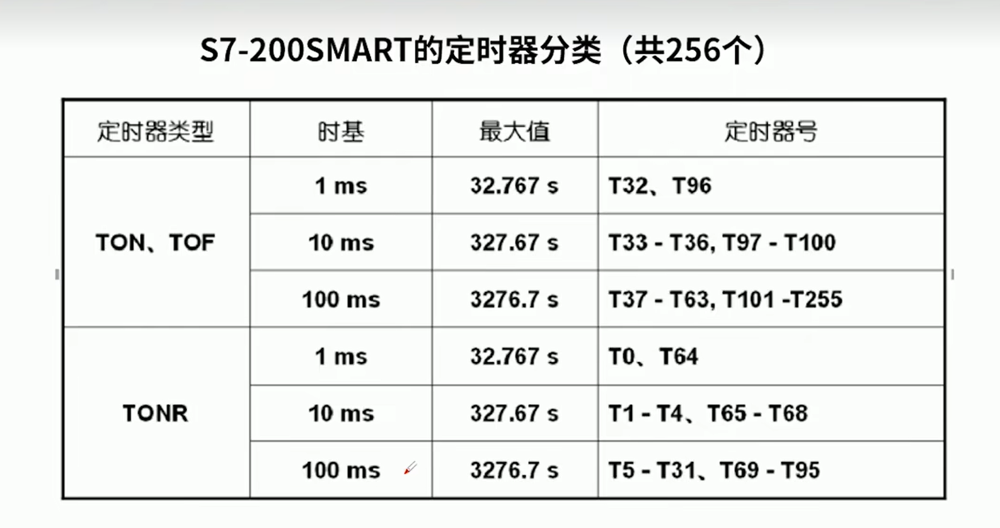 S7-200SMART的定时器分类（共256个）
定时器类型 时基 最大值 定时器号
TON、TOF
1 ms 32.767 s T32、T96
10 ms 327.67 s T33 - T36, T97 - T100
100 ms 3276.7 s T37 - T63, T101 -T255
TONR
1 ms 32.767 s T0、T64
10 ms 327.67 s T1 - T4、T65 - T68
100 ms 3276.7 s T5 - T31、T69 - T95